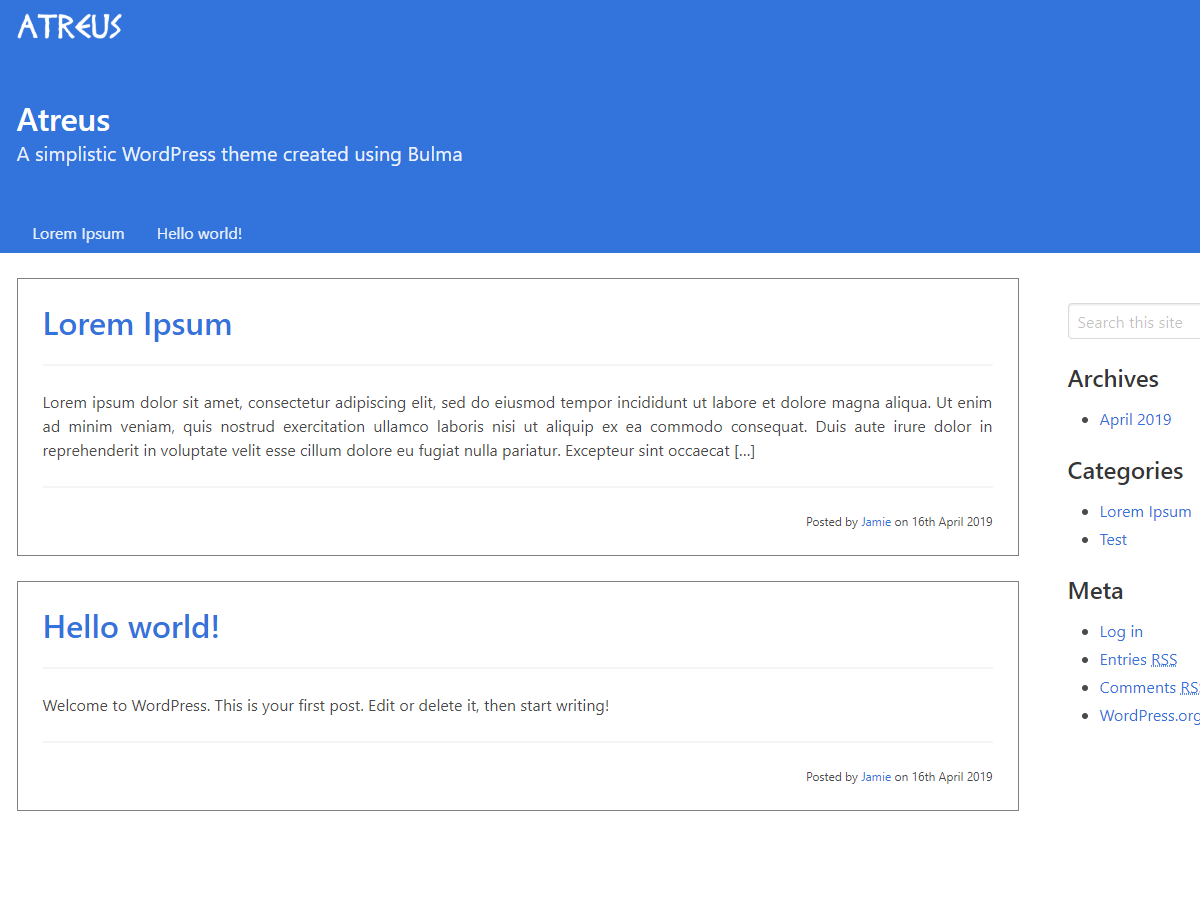 ATREUS
Atreus
A simplistic WordPress theme created using Bulma
Lorem Ipsum
Hello world!
Lorem Ipsum
Lorem ipsum dolor sit amet, consectetur adipiscing elit, sed do eiusmod tempor incididunt ut labore et dolore magna aliqua. Ut enim
ad minim veniam, quis nostrud exercitation ullamco laboris nisi ut aliquip ex ea commodo consequat. Duis aute irure dolor in
reprehenderit in voluptate velit esse cillum dolore eu fugiat nulla pariatur. Excepteur sint occaecat [...]
Posted by Jamie on 16th April 2019
Hello world!
Welcome to WordPress. This is your first post. Edit or delete it, then start writing!
Posted by Jamie on 16th April 2019
Search this site
Archives
April 2019
Categories
Lorem Ipsum
Test
Meta
Log in
Entries RSS
Comments RSS
WordPress.org